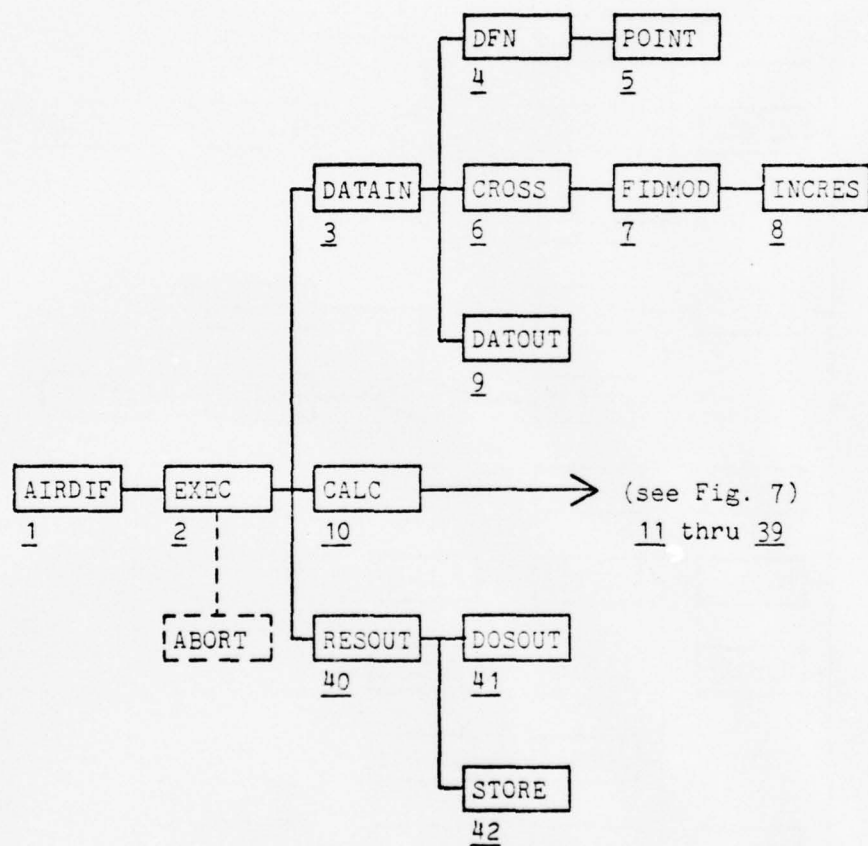 DFN
POINT
4
5
DATAIN
CROSS
FIDMOD
INCRES
3
6
7
8
DATOUT
9
AIRDIF
EXEC
CALC
(see Fig. 7)
1
2
10
11 thru 39
ABORT
RESOUT
DOSOUT
40
41
STORE
42